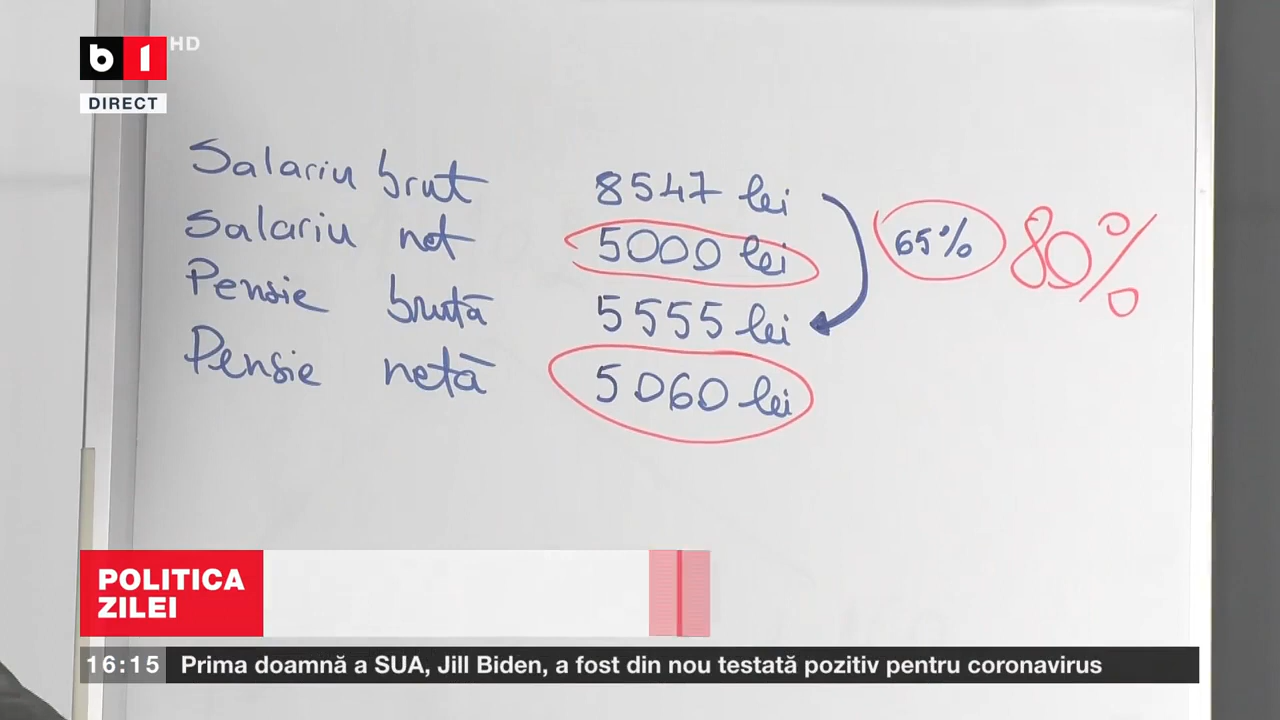 b1 HD
DIRECT
Salariu brut 8547 lei
Salariu net 5000 lei
65% 80%
Pensie brută 5555 lei
Pensie netă 5060 lei
POLITICA
ZILEI
16:15 Prima doamnă a SUA, Jill Biden, a fost din nou testată pozitiv pentru coronavirus